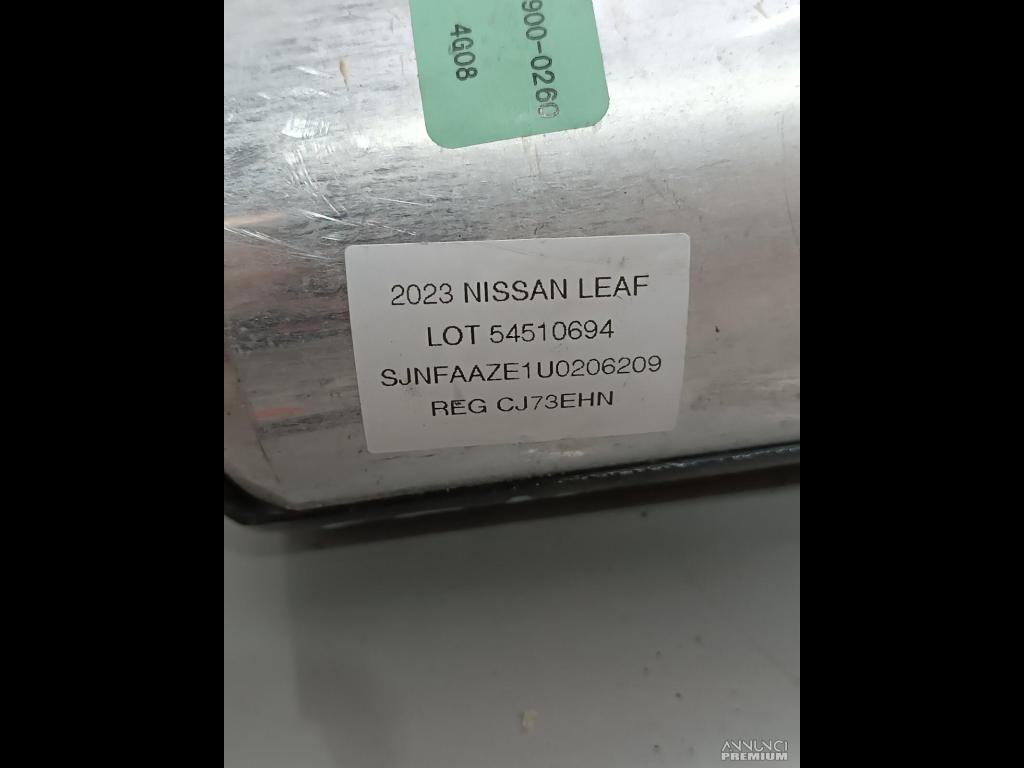 900-0260
4G08
2023 NISSAN LEAF
LOT 54510694
SJNFAAZE1U0206209
REG CJ73EHN
ANNUNCI
PREMIUM